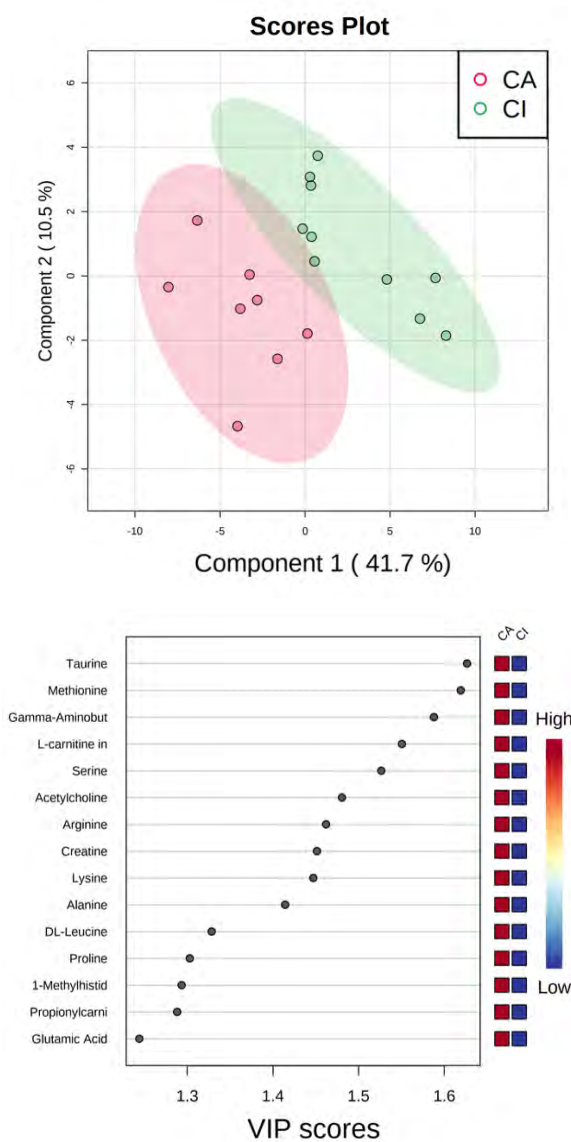 Scores Plot
CA
CI
Component 2 ( 10.5 %)
6
4
2
0
-2
-4
-6
-10
-5
0
5
10
Component 1 ( 41.7 %)
CA
CI
Taurine
Methionine
Gamma-Aminobut
L-carnitine in
Serine
Acetylcholine
Arginine
Creatine
Lysine
Alanine
DL-Leucine
Proline
1-Methylhistid
Propionylcarni
Glutamic Acid
High
Low
1.3
1.4
1.5
1.6
VIP scores